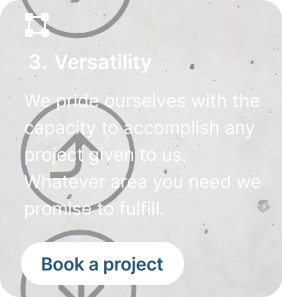 3. Versatility
We pride ourselves with the
capacity to accomplish any
project given to us.
Whatever area you need we
promise to fulfill.
Book a project